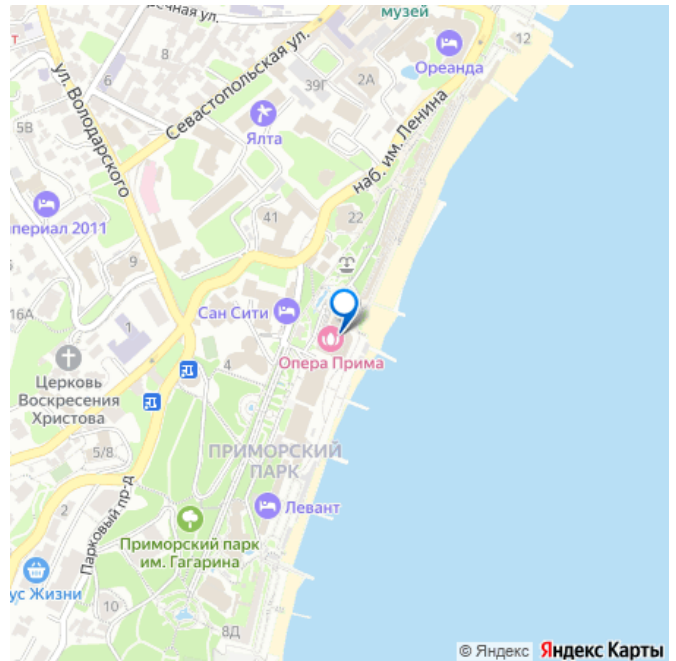 музей
12
Ореанда
Севастопольская ул.
6
39Г
2А
8
5В
ул. Володарского
Ялта
наб. им. Ленина
41
22
9
16А
Сан Сити
1
Опера Прима
4
Церковь
Воскресения
Христова
5/8
ПРИМОРСКИЙ
ПАРК
Левант
2
Парковый пр-д
Приморский парк
им. Гагарина
ус Жизни
10
8Д
© Яндекс Яндекс Карты